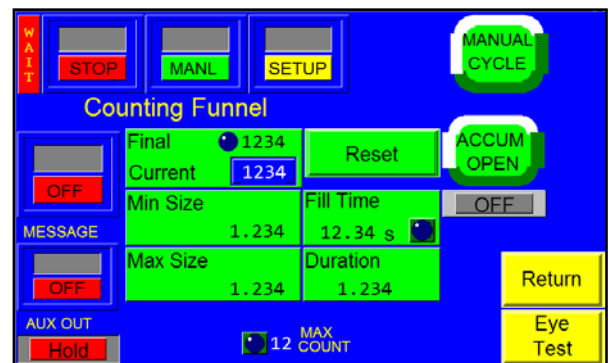 WAIT
STOP
MANL
SETUP
MANUAL
CYCLE
Counting Funnel
Final 1234
Current 1234
Reset
ACCUM
OPEN
OFF
MESSAGE
Min Size
1.234
Fill Time
12.34 s
OFF
OFF
AUX OUT
Max Size
1.234
Duration
1.234
Return
Hold
12 MAX
COUNT
Eye
Test